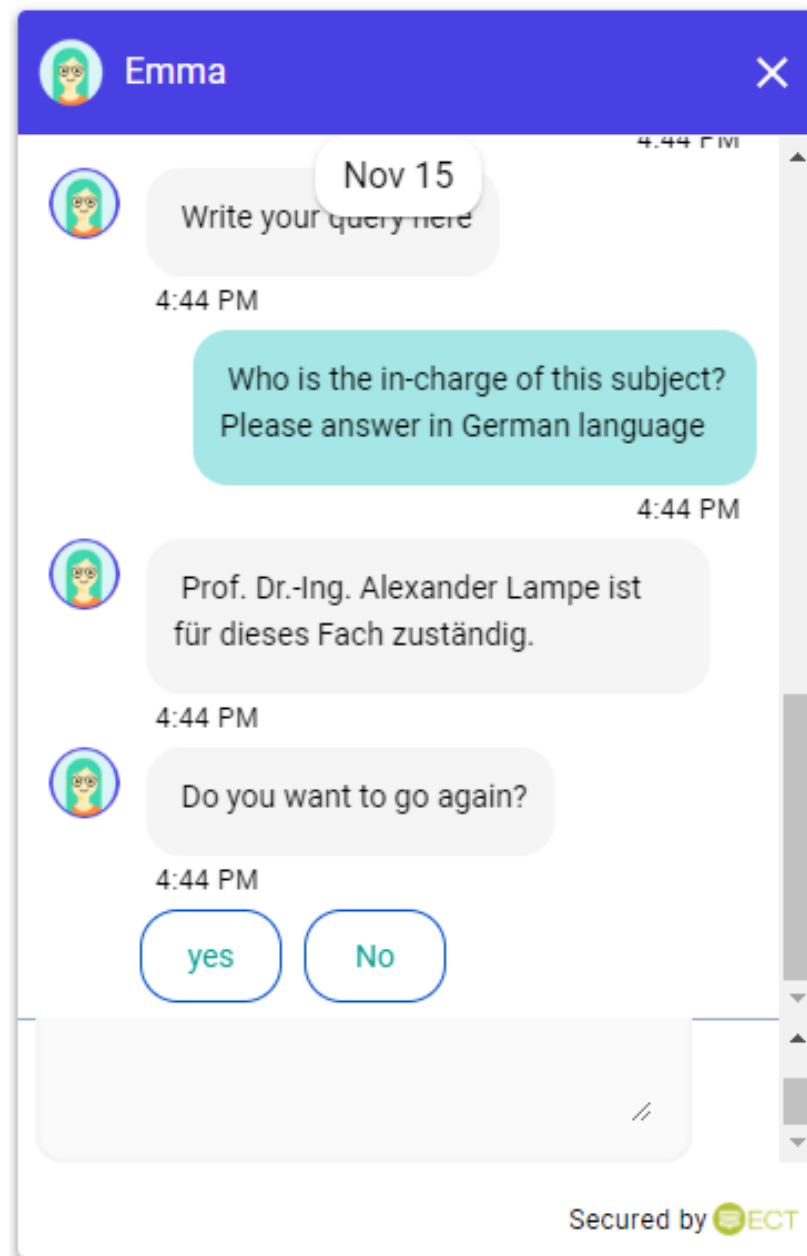 Emma
4:44 PM
Nov 15
Write your query here
4:44 PM
Who is the in-charge of this subject?
Please answer in German language
4:44 PM
Prof. Dr.-Ing. Alexander Lampe ist
für dieses Fach zuständig.
4:44 PM
Do you want to go again?
4:44 PM
yes No
Secured by ECT